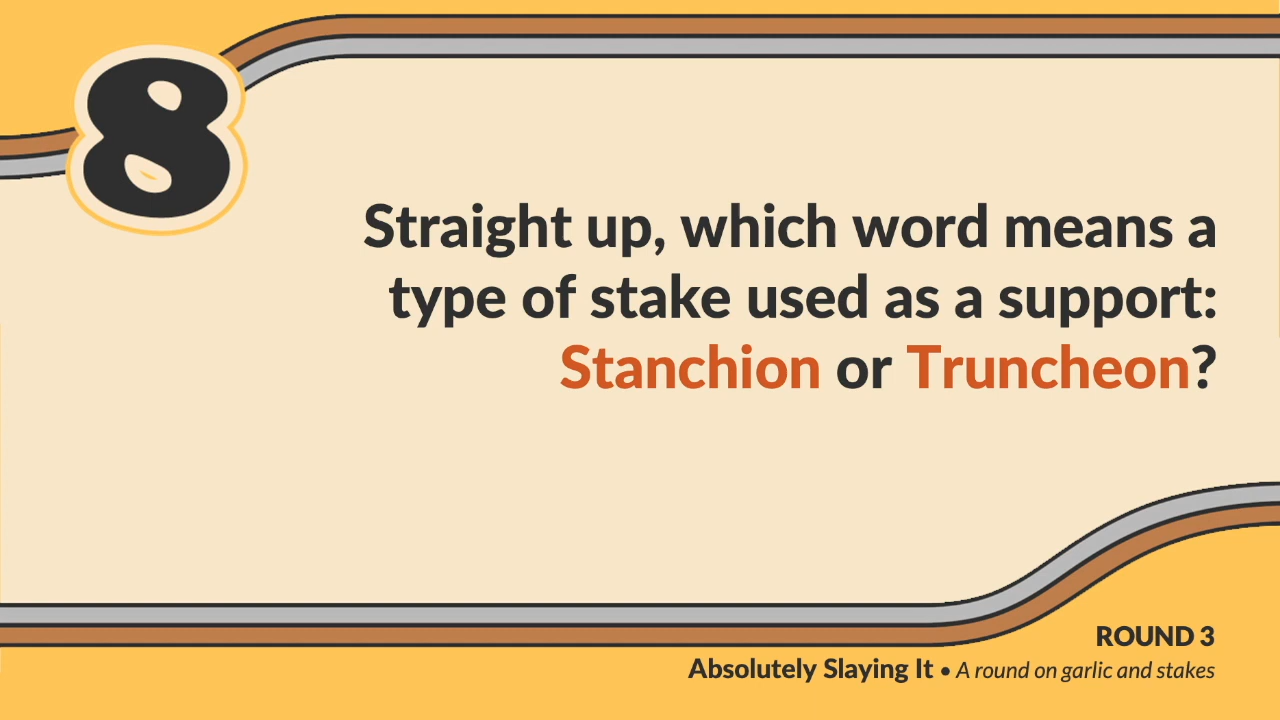 8
Straight up, which word means a
type of stake used as a support:
Stanchion or Truncheon?
ROUND 3
Absolutely Slaying It • A round on garlic and stakes